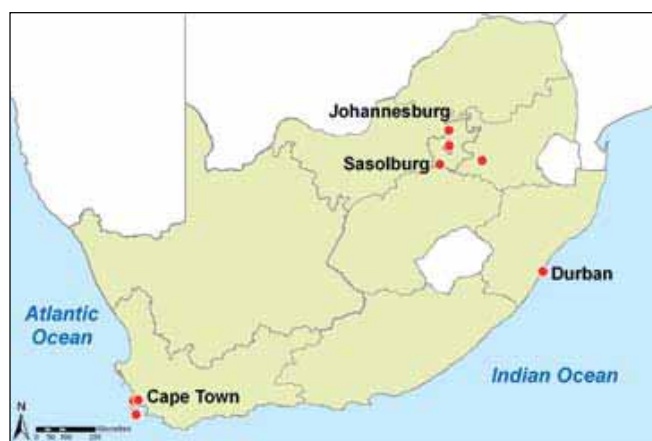 Johannesburg
Sasolburg
Durban
Atlantic
Ocean
Indian Ocean
Cape Town
N